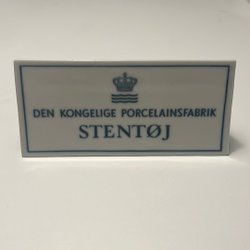 DEN KONGELIGE PORCELAINSFABRIK
STENTØJ